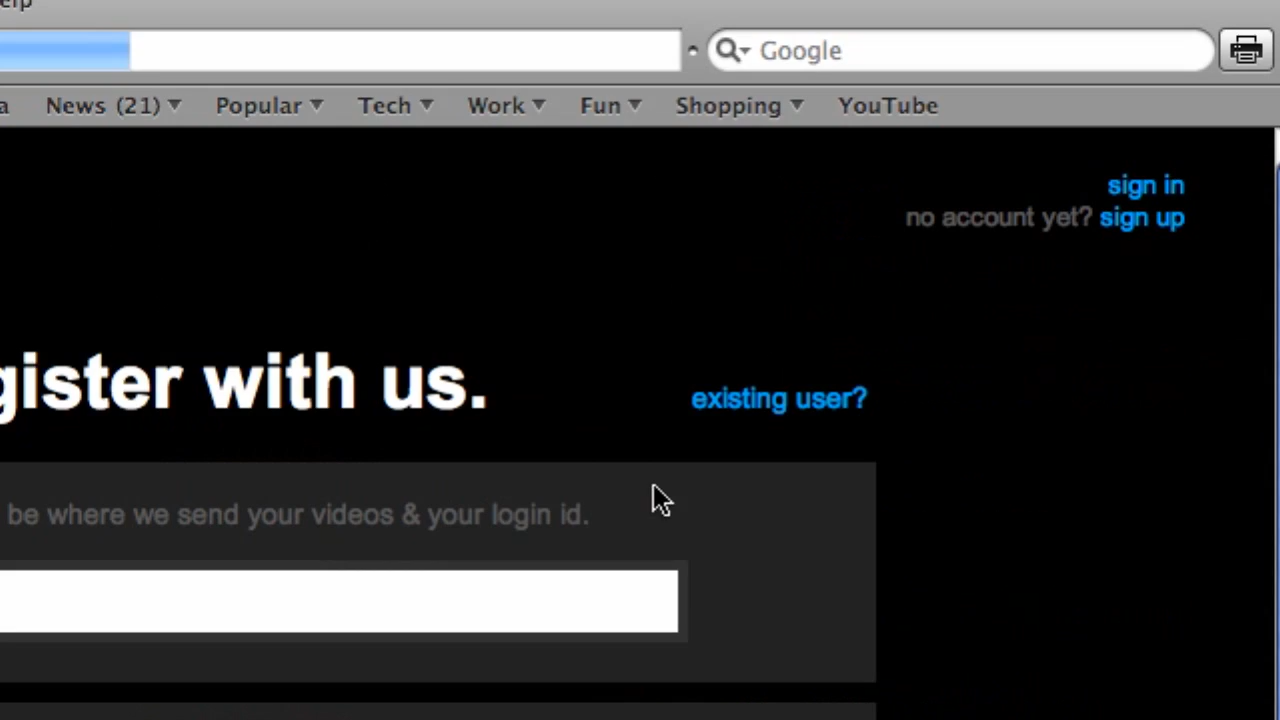 Google
News (21) Popular Tech Work Fun Shopping YouTube
sign in
no account yet? sign up
gister with us.
existing user?
be where we send your videos & your login id.